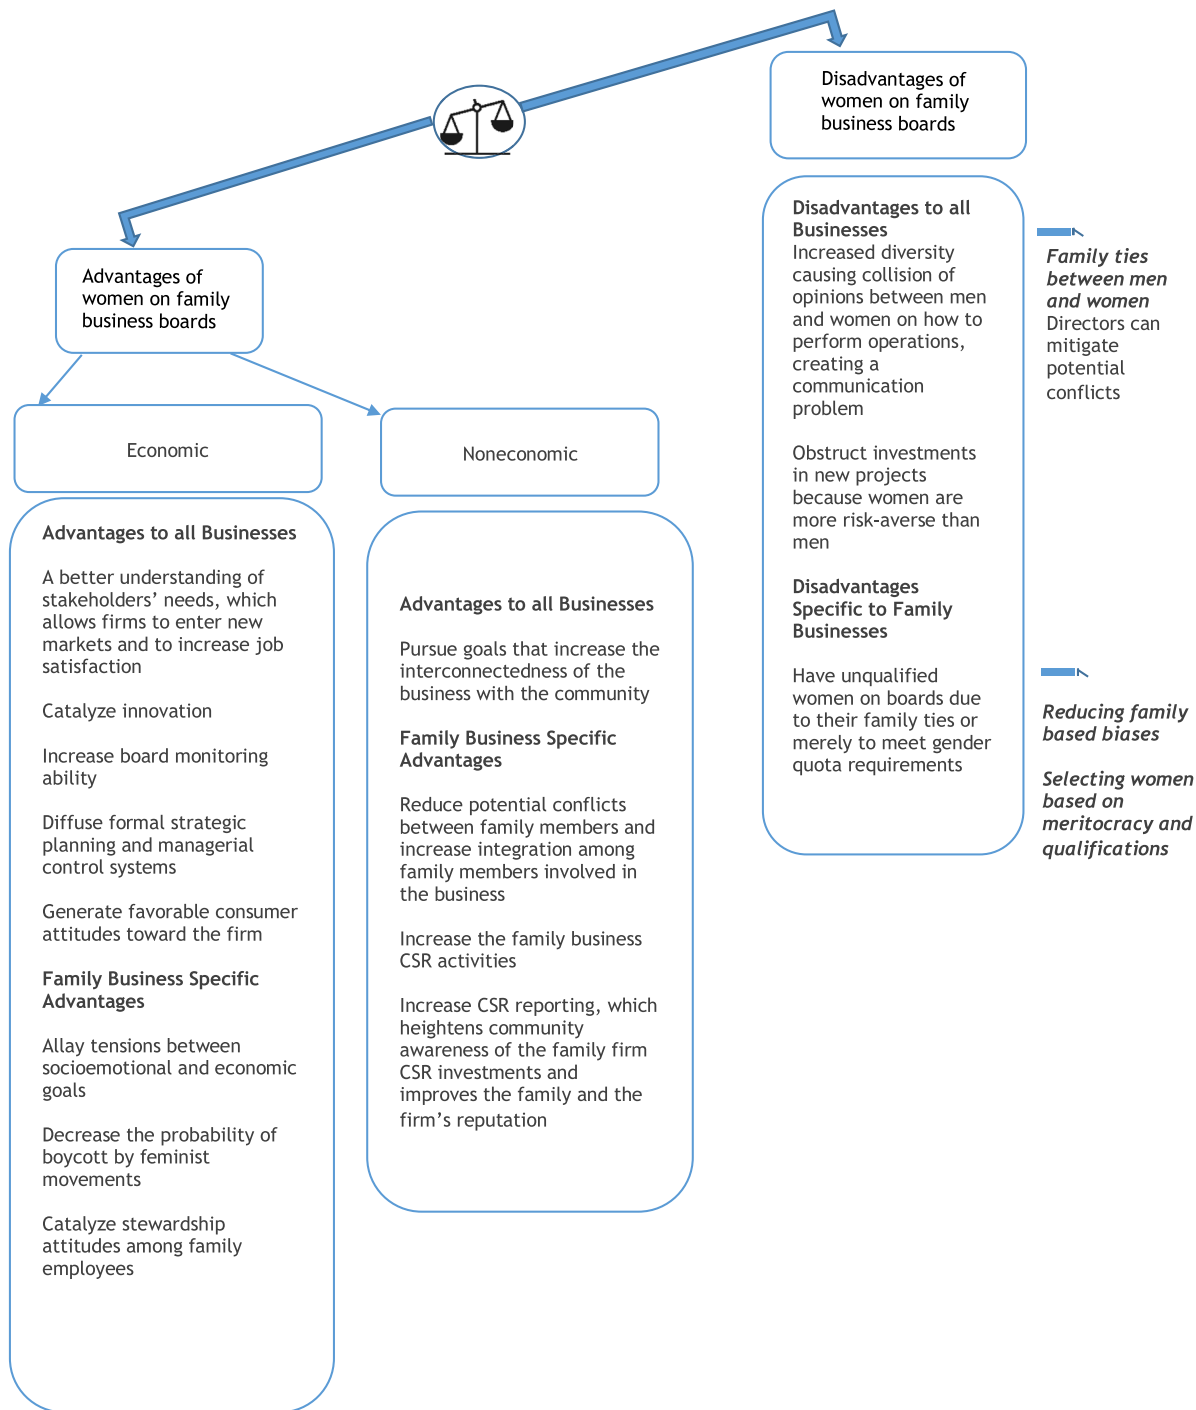 Disadvantages of
women on family
business boards
Advantages of
women on family
business boards
Economic
Noneconomic
Advantages to all Businesses
A better understanding of
stakeholders’ needs, which
allows firms to enter new
markets and to increase job
satisfaction
Catalyze innovation
Increase board monitoring
ability
Diffuse formal strategic
planning and managerial
control systems
Generate favorable consumer
attitudes toward the firm
Family Business Specific
Advantages
Allay tensions between
socioemotional and economic
goals
Decrease the probability of
boycott by feminist
movements
Catalyze stewardship
attitudes among family
employees
Advantages to all Businesses
Pursue goals that increase the
interconnectedness of the
business with the community
Family Business Specific
Advantages
Reduce potential conflicts
between family members and
increase integration among
family members involved in
the business
Increase the family business
CSR activities
Increase CSR reporting, which
heightens community
awareness of the family firm
CSR investments and
improves the family and the
firm’s reputation
Disadvantages to all
Businesses
Increased diversity
causing collision of
opinions between men
and women on how to
perform operations,
creating a
communication
problem
Obstruct investments
in new projects
because women are
more risk-averse than
men
Disadvantages
Specific to Family
Businesses
Have unqualified
women on boards due
to their family ties or
merely to meet gender
quota requirements
Family ties
between men
and women
Directors can
mitigate
potential
conflicts
Reducing family
based biases
Selecting women
based on
meritocracy and
qualifications